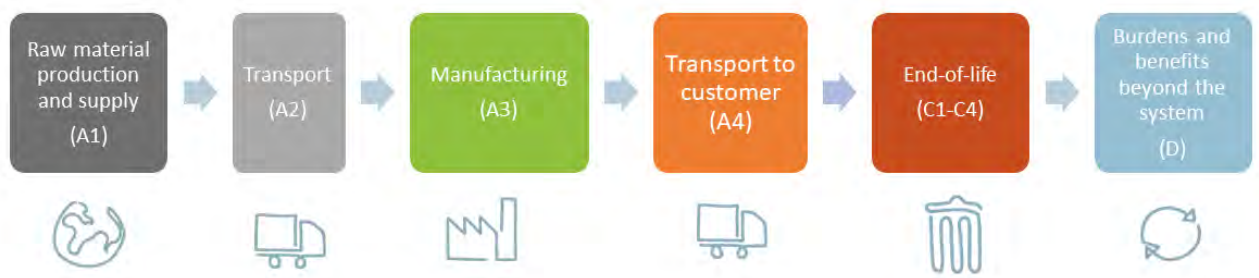 Raw material
production
and supply
(A1)
Transport
(A2)
Manufacturing
(A3)
Transport to
customer
(A4)
End-of-life
(C1-C4)
Burdens and
benefits
beyond the
system
(D)